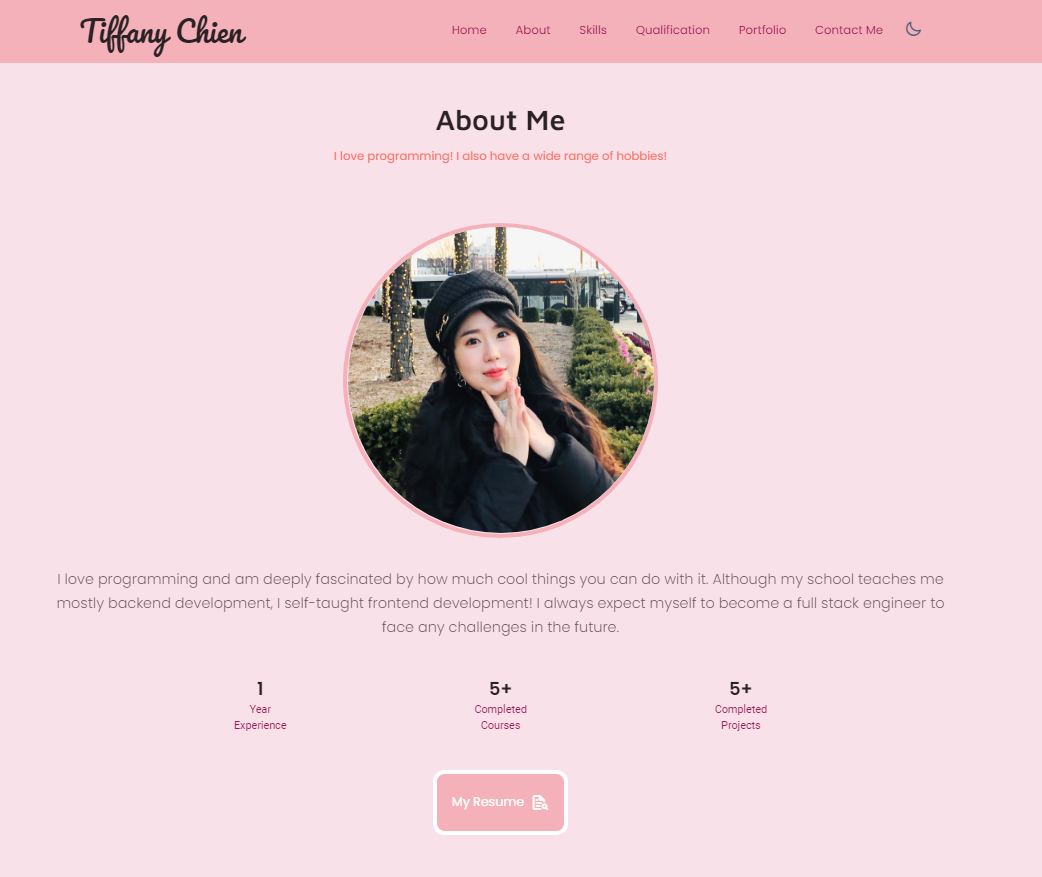 Tiffany Chien
Home About Skills Qualification Portfolio Contact Me
About Me
I love programming! I also have a wide range of hobbies!
I love programming and am deeply fascinated by how much cool things you can do with it. Although my school teaches me
mostly backend development, I self-taught frontend development! I always expect myself to become a full stack engineer to
face any challenges in the future.
1
Year
Experience
5+
Completed
Courses
5+
Completed
Projects
My Resume